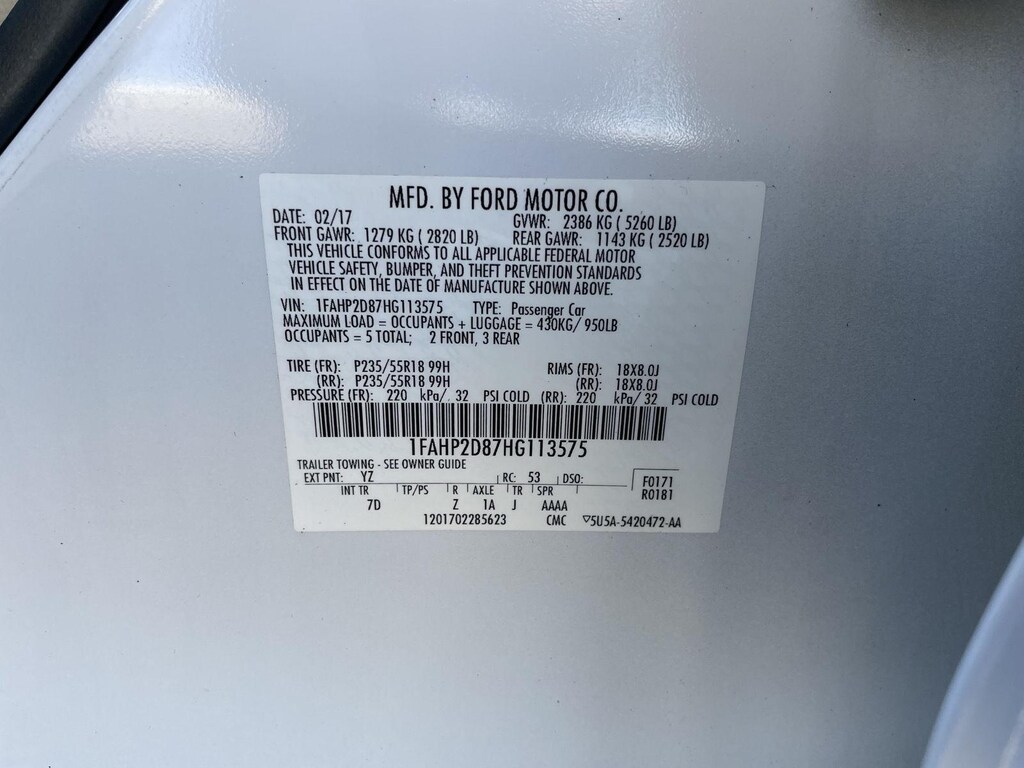 MFD. BY FORD MOTOR CO.
DATE: 02/17 GVWR: 2386 KG ( 5260 LB)
FRONT GAWR: 1279 KG ( 2820 LB) REAR GAWR: 1143 KG ( 2520 LB)
THIS VEHICLE CONFORMS TO ALL APPLICABLE FEDERAL MOTOR
VEHICLE SAFETY, BUMPER, AND THEFT PREVENTION STANDARDS
IN EFFECT ON THE DATE OF MANUFACTURE SHOWN ABOVE.
VIN: 1FAHP2D87HG113575 TYPE: Passenger Car
MAXIMUM LOAD = OCCUPANTS + LUGGAGE = 430KG/ 950LB
OCCUPANTS = 5 TOTAL; 2 FRONT, 3 REAR
TIRE (FR): P235/55R18 99H RIMS (FR): 18X8.0J
(RR): P235/55R18 99H (RR): 18X8.0J
PRESSURE (FR): 220 kPa/ 32 PSI COLD (RR): 220 kPa/ 32 PSI COLD
1FAHP2D87HG113575
TRAILER TOWING - SEE OWNER GUIDE
EXT PNT: YZ RC: 53 DSO: F0171
R0181
INT TR TP/PS R AXLE TR SPR
7D Z 1A J AAAA
1201702285623 CMC ▽5U5A-5420472-AA